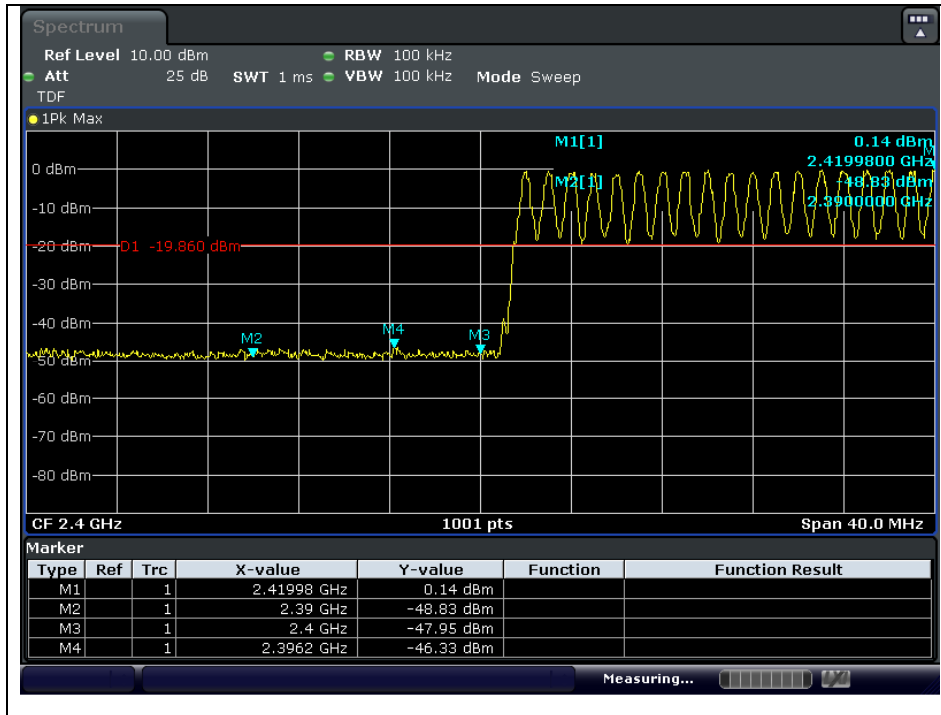 Spectrum
Ref Level 10.00 dBm RBW 100 kHz
Att 25 dB SWT 1 ms VBW 100 kHz Mode Sweep
TDF
1Pk Max
M1[1] 0.14 dBm
2.4199800 GHz
M2[1] -48.83 dBm
2.3900000 GHz
0 dBm
-10 dBm
-20 dBm D1 -19.860 dBm
-30 dBm
-40 dBm
M2 M4 M3
-50 dBm
-60 dBm
-70 dBm
-80 dBm
CF 2.4 GHz 1001 pts Span 40.0 MHz
Marker
Type Ref Trc X-value Y-value Function Function Result
M1 1 2.41998 GHz 0.14 dBm
M2 1 2.39 GHz -48.83 dBm
M3 1 2.4 GHz -47.95 dBm
M4 1 2.3962 GHz -46.33 dBm
Measuring...